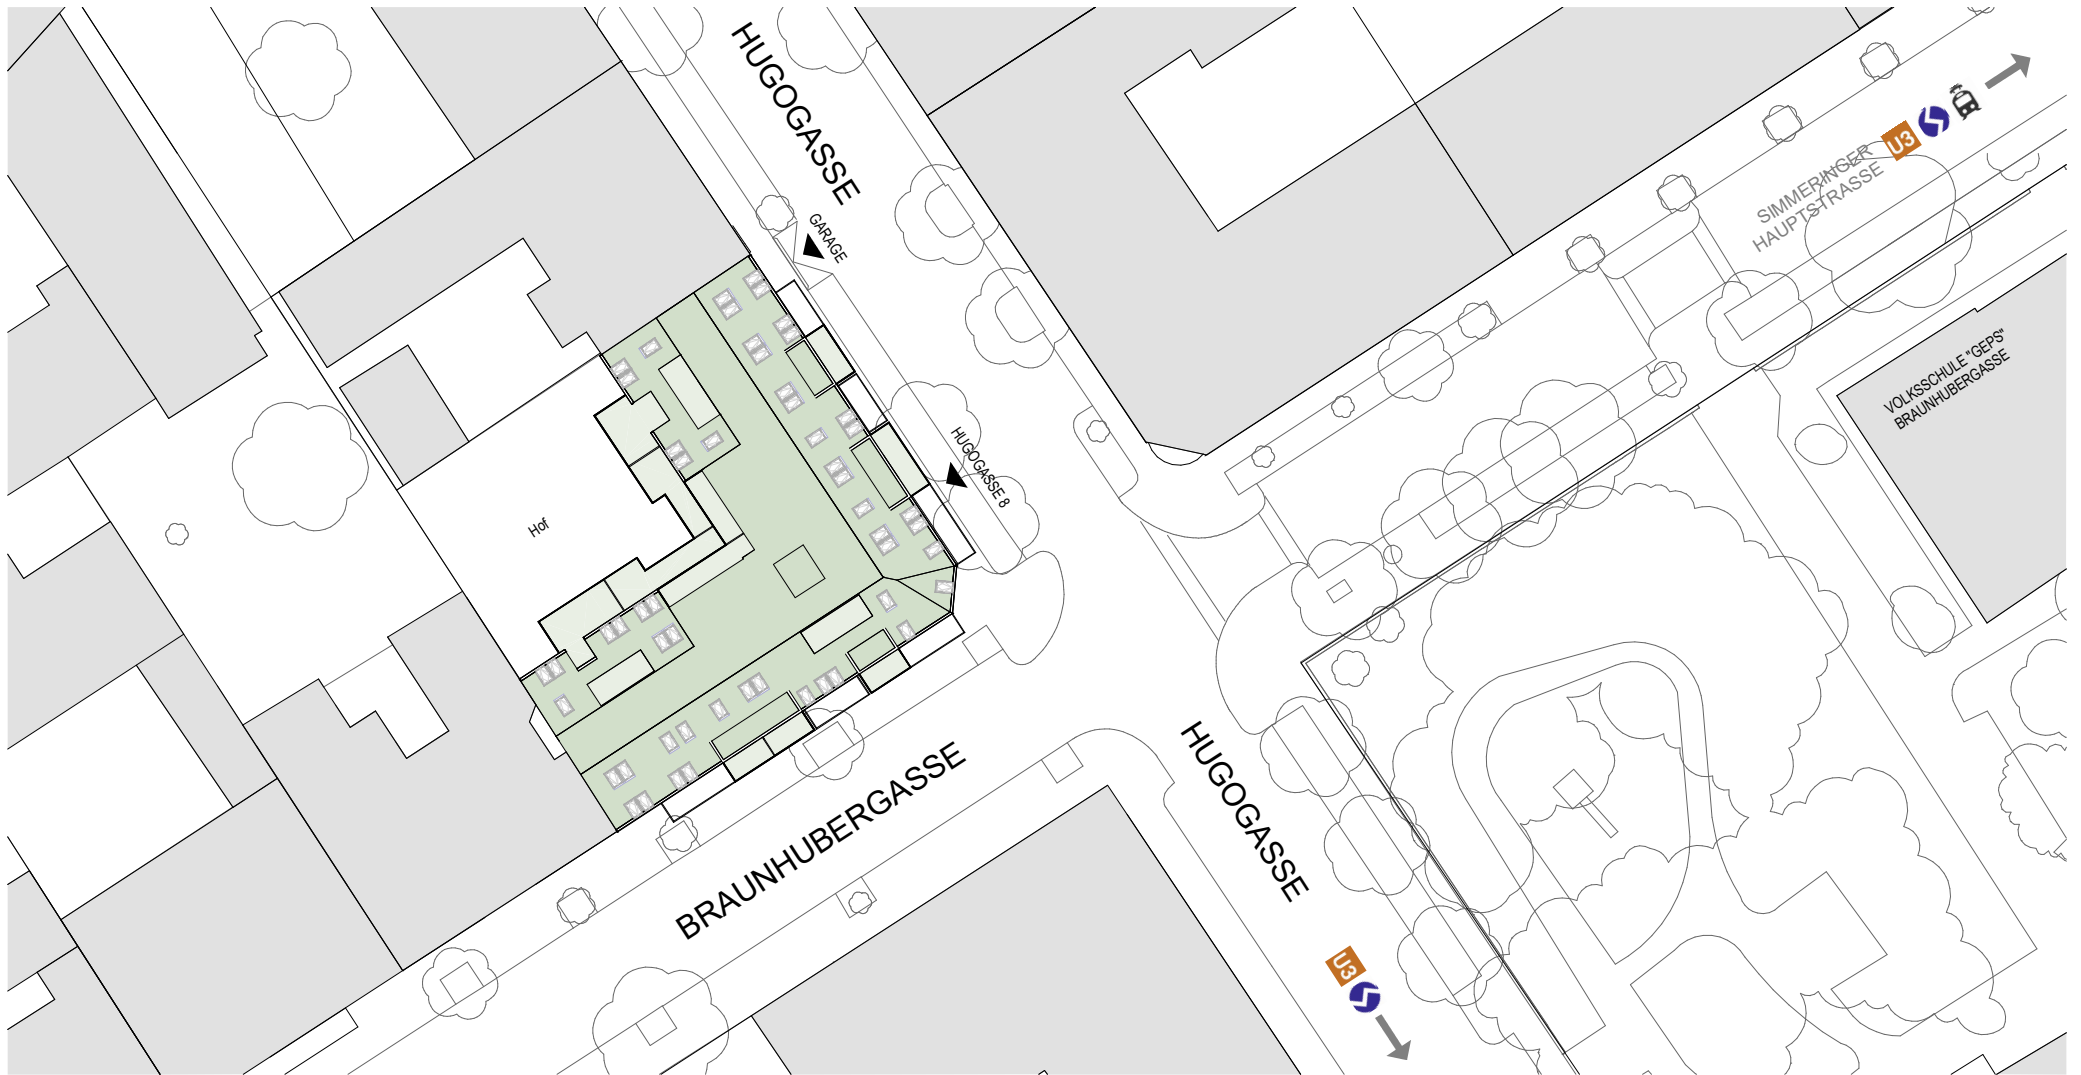 HUGOGASSE
GARAGE
U3
SIMMERINGER
HAUPTSTRASSE
VOLKSSCHULE "GEPS"
BRAUNHUBERGASSE
HUGOGASSE 8
Hof
BRAUNHUBERGASSE
HUGOGASSE
U3